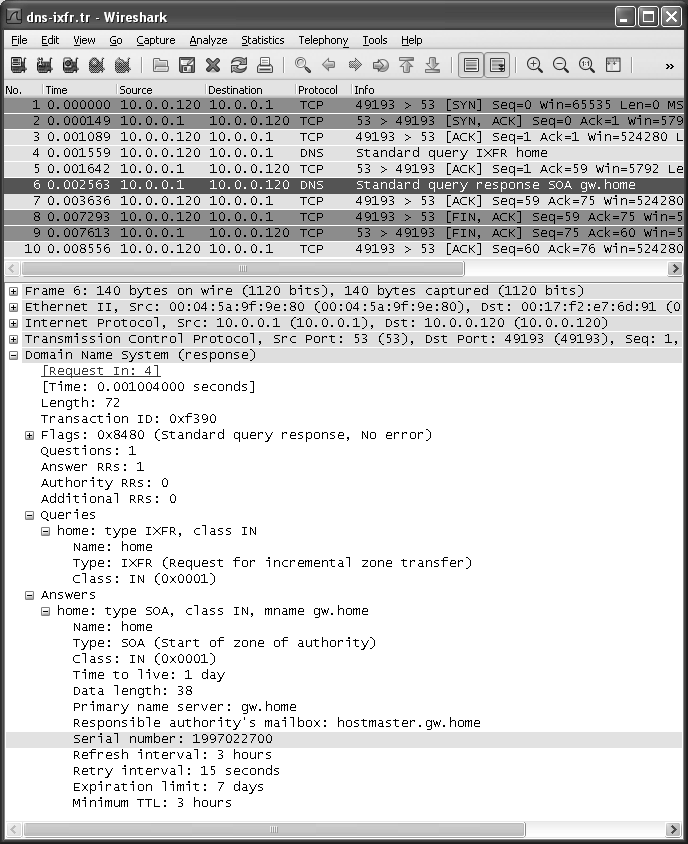 dns-ixfr.tr - Wireshark
File Edit View Go Capture Analyze Statistics Telephony Tools Help
»
No. Time Source Destination Protocol Info
1 0.000000 10.0.0.120 10.0.0.1 TCP 49193 > 53 [SYN] Seq=0 Win=65535 Len=0 MS
2 0.000149 10.0.0.1 10.0.0.120 TCP 53 > 49193 [SYN, ACK] Seq=0 Ack=1 Win=579
3 0.001089 10.0.0.120 10.0.0.1 TCP 49193 > 53 [ACK] Seq=1 Ack=1 Win=524280 L
4 0.001559 10.0.0.120 10.0.0.1 DNS Standard query IXFR home
5 0.001642 10.0.0.1 10.0.0.120 TCP 53 > 49193 [ACK] Seq=1 Ack=59 Win=5792 Le
6 0.002563 10.0.0.1 10.0.0.120 DNS Standard query response SOA gw.home
7 0.003636 10.0.0.120 10.0.0.1 TCP 49193 > 53 [ACK] Seq=59 Ack=75 Win=524280
8 0.007293 10.0.0.120 10.0.0.1 TCP 49193 > 53 [FIN, ACK] Seq=59 Ack=75 Win=5
9 0.007613 10.0.0.1 10.0.0.120 TCP 53 > 49193 [FIN, ACK] Seq=75 Ack=60 Win=5
10 0.008556 10.0.0.120 10.0.0.1 TCP 49193 > 53 [ACK] Seq=60 Ack=76 Win=524280
Frame 6: 140 bytes on wire (1120 bits), 140 bytes captured (1120 bits)
Ethernet II, Src: 00:04:5a:9f:9e:80 (00:04:5a:9f:9e:80), Dst: 00:17:f2:e7:6d:91 (0
Internet Protocol, Src: 10.0.0.1 (10.0.0.1), Dst: 10.0.0.120 (10.0.0.120)
Transmission Control Protocol, Src Port: 53 (53), Dst Port: 49193 (49193), Seq: 1,
Domain Name System (response)
[Request In: 4]
[Time: 0.001004000 seconds]
Length: 72
Transaction ID: 0xf390
Flags: 0x8480 (Standard query response, No error)
Questions: 1
Answer RRs: 1
Authority RRs: 0
Additional RRs: 0
Queries
home: type IXFR, class IN
Name: home
Type: IXFR (Request for incremental zone transfer)
Class: IN (0x0001)
Answers
home: type SOA, class IN, mname gw.home
Name: home
Type: SOA (Start of zone of authority)
Class: IN (0x0001)
Time to live: 1 day
Data length: 38
Primary name server: gw.home
Responsible authority's mailbox: hostmaster.gw.home
Serial number: 1997022700
Refresh interval: 3 hours
Retry interval: 15 seconds
Expiration limit: 7 days
Minimum TTL: 3 hours